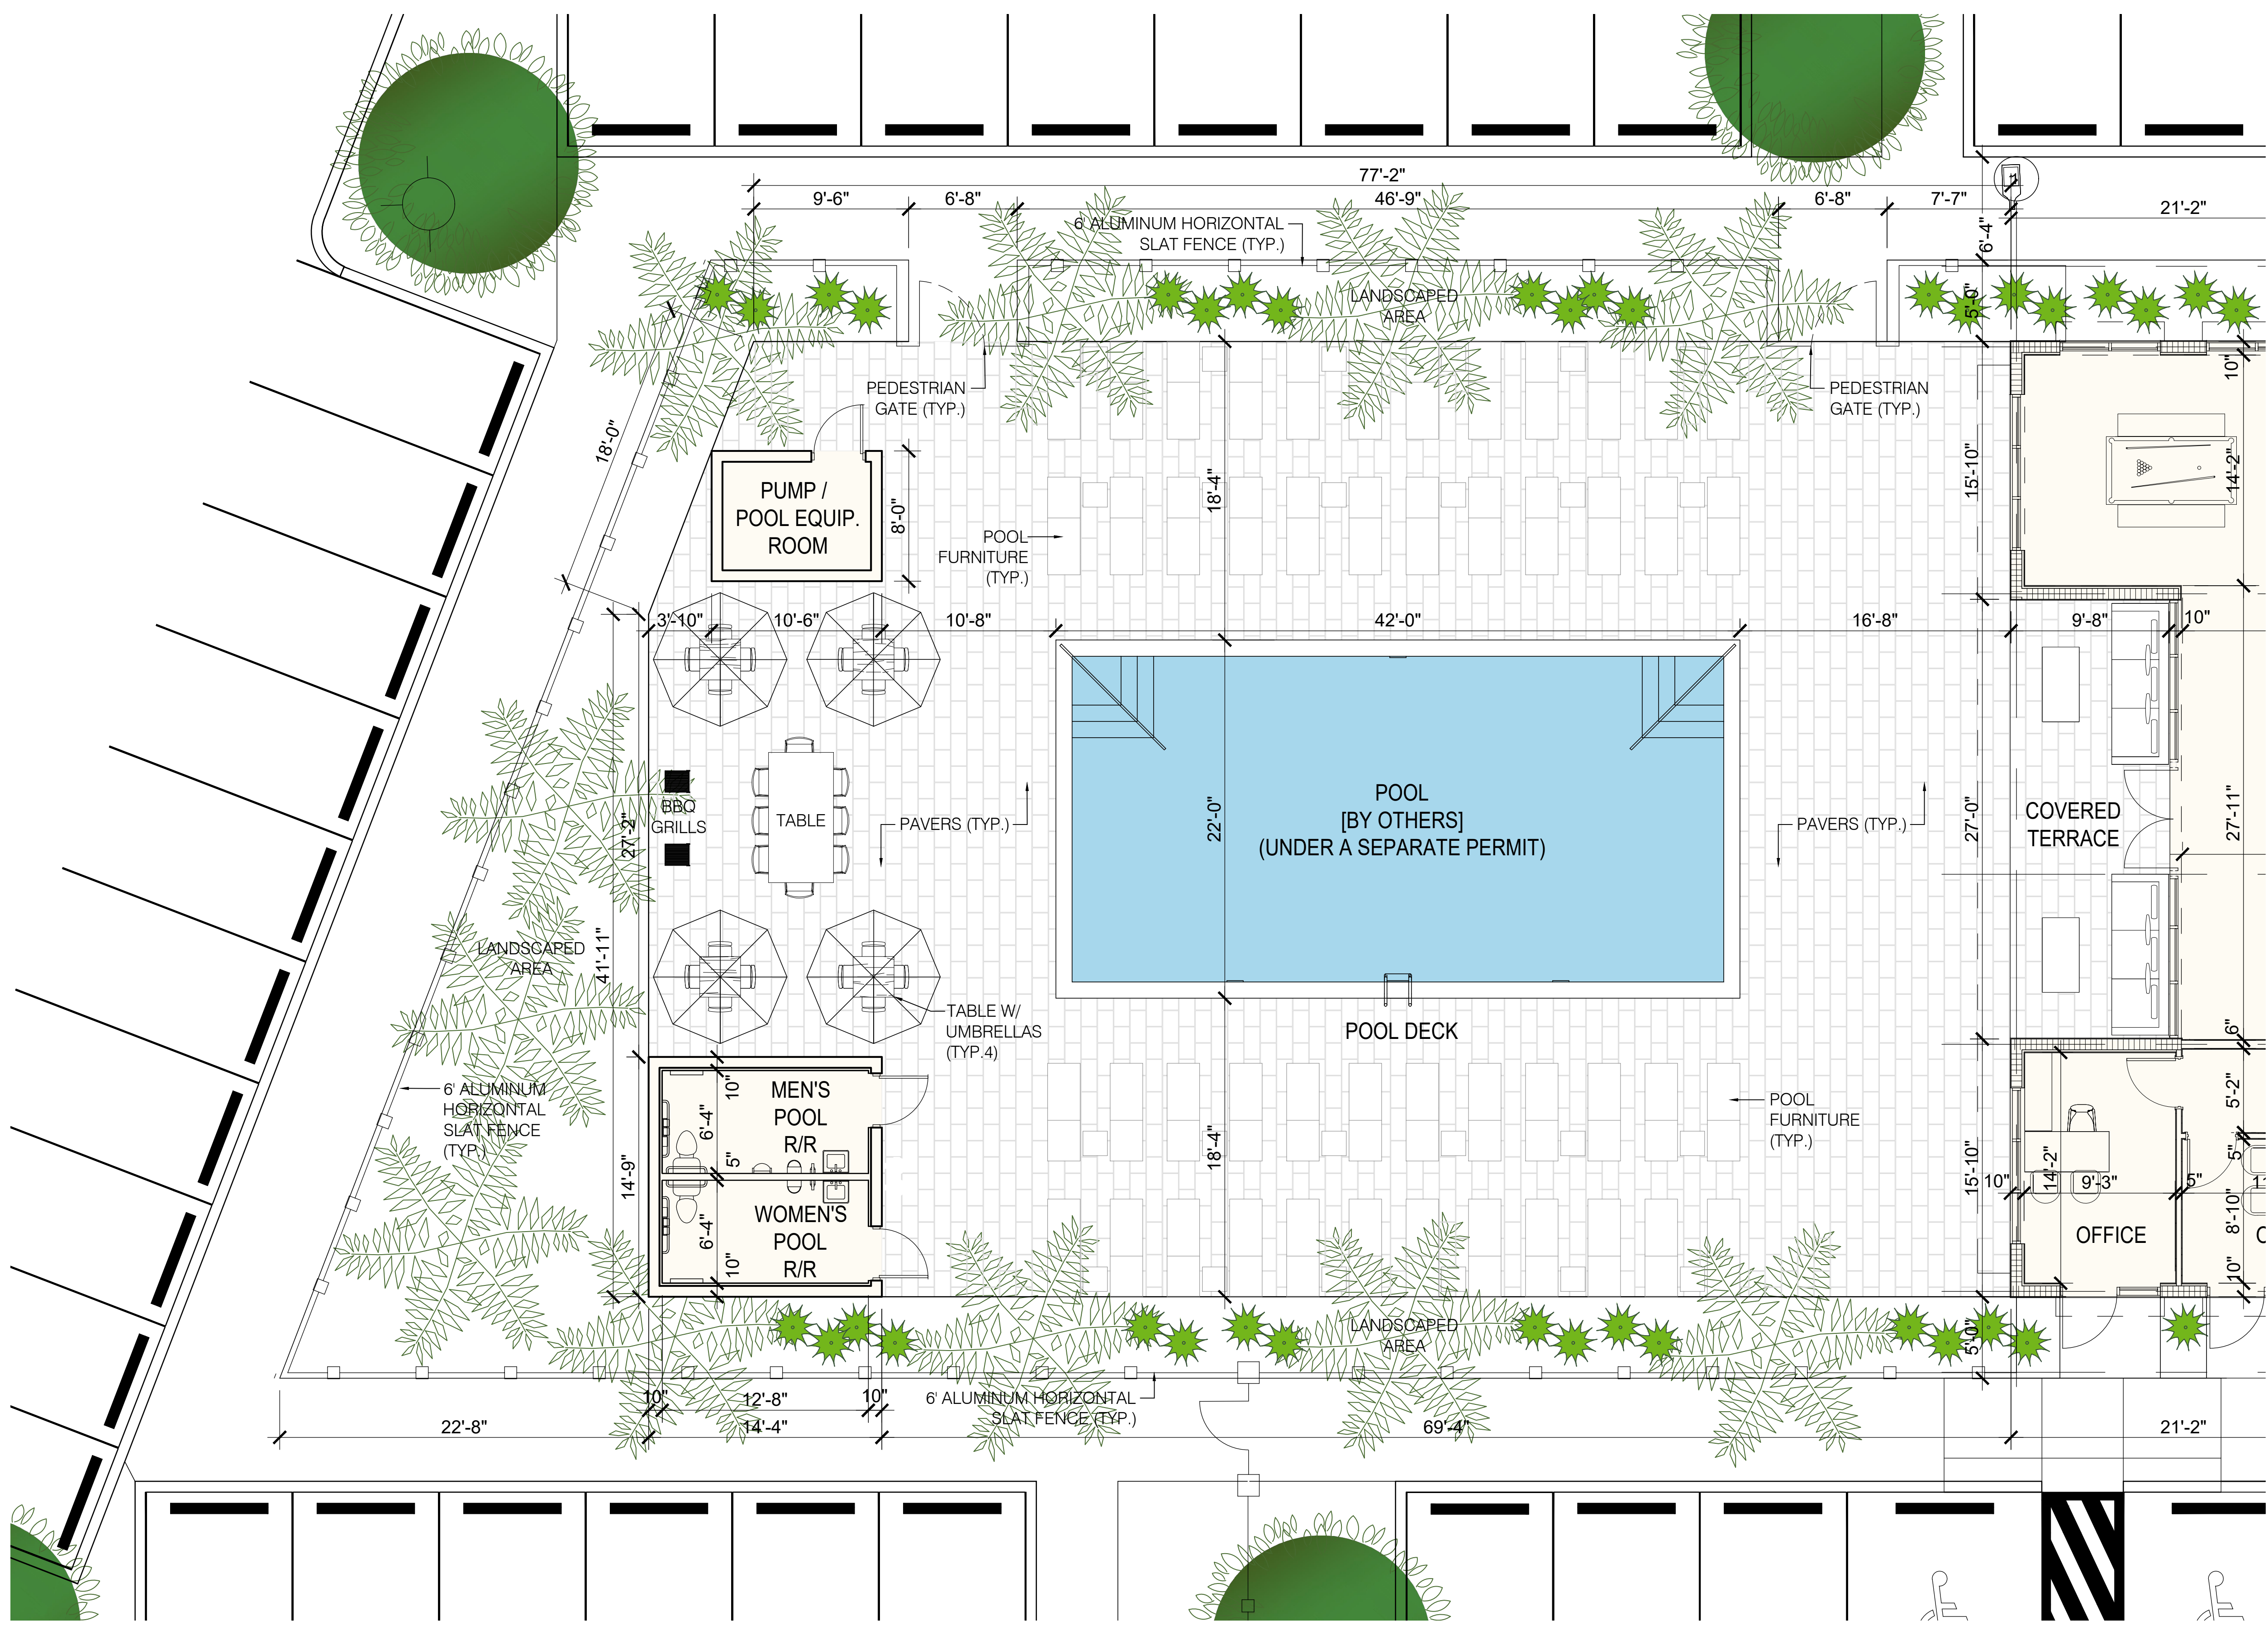 77'-2"
9'-6"
6'-8"
46'-9"
6'-8"
7'-7"
21'-2"
6' ALUMINUM HORIZONTAL
SLAT FENCE (TYP.)
6'-4"
LANDSCAPED
AREA
5'-0"
PEDESTRIAN
GATE (TYP.)
PEDESTRIAN
GATE (TYP.)
10"
18'-0"
PUMP /
POOL EQUIP.
ROOM
8'-0"
18'-4"
15'-10"
14'-2"
POOL
FURNITURE
(TYP.)
3'-10"
10'-6"
10'-8"
42'-0"
16'-8"
9'-8"
10"
BBQ
GRILLS
TABLE
PAVERS (TYP.)
POOL
[BY OTHERS]
(UNDER A SEPARATE PERMIT)
PAVERS (TYP.)
COVERED
TERRACE
27'-2"
22'-0"
27'-0"
27'-11"
LANDSCAPED
AREA
41'-11"
TABLE W/
UMBRELLAS
(TYP.4)
POOL DECK
6"
6' ALUMINUM
HORIZONTAL
SLAT FENCE
(TYP.)
MEN'S
POOL
R/R
10"
6'-4"
5"
POOL
FURNITURE
(TYP.)
5'-2"
5"
14'-9"
18'-4"
15'-10"
10"
14'-2"
9'-3"
5"
WOMEN'S
POOL
R/R
6'-4"
10"
OFFICE
8'-10"
10"
LANDSCAPED
AREA
5'-0"
10"
12'-8"
10"
6' ALUMINUM HORIZONTAL
SLAT FENCE (TYP.)
22'-8"
14'-4"
69'-4"
21'-2"